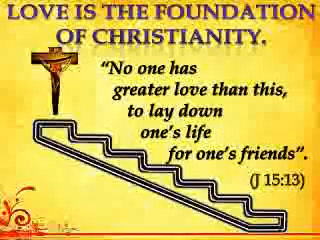 LOVE IS THE FOUNDATION
OF CHRISTIANITY.
“No one has
greater love than this,
to lay down
one’s life
for one’s friends”.
(J 15:13)